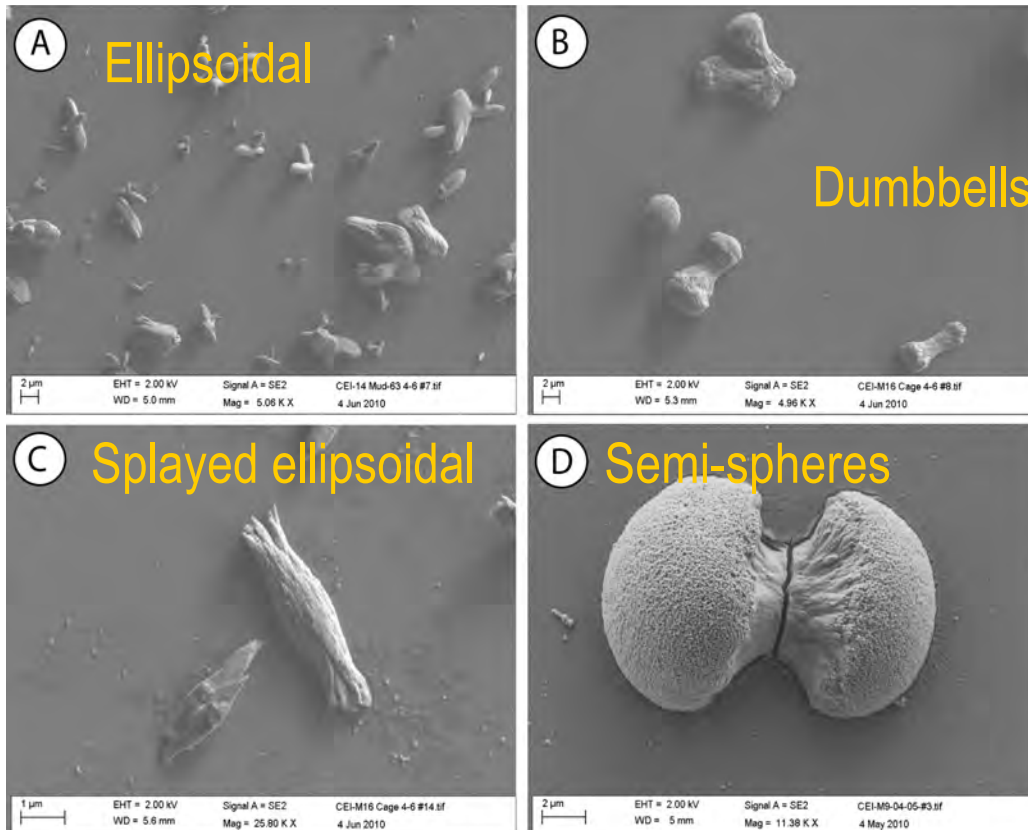 A
Ellipsoidal
2 µm
EHT = 2.00 kV Signal A = SE2 CEI-14 Mud-63 4-6 #7.tif
WD = 5.0 mm Mag = 5.06 K X 4 Jun 2010
B
Dumbbells
2 µm
EHT = 2.00 kV Signal A = SE2 CEI-M16 Cage 4-6 #8.tif
WD = 5.3 mm Mag = 4.96 K X 4 Jun 2010
C Splayed ellipsoidal
1 µm
EHT = 2.00 kV Signal A = SE2 CEI-M16 Cage 4-6 #14.tif
WD = 5.6 mm Mag = 25.80 K X 4 Jun 2010
D Semi-spheres
2 µm
EHT = 2.00 kV Signal A = SE2 CEI-M9-04-05-#3.tif
WD = 5 mm Mag = 11.38 K X 4 May 2010